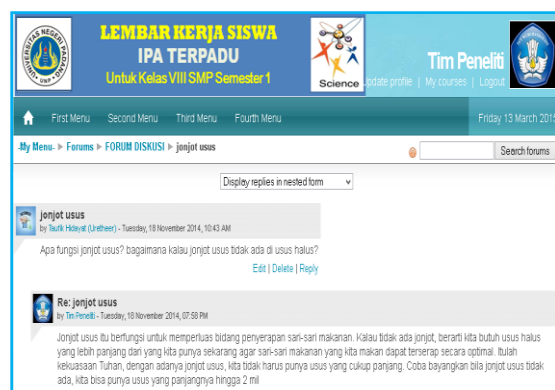 LEMBAR KERJA SISWA
IPA TERPADU
Untuk Kelas VIII SMP Semester 1
Science
Tim Peneliti
Update profile | My courses | Logout
First Menu Second Menu Third Menu Fourth Menu
Friday 13 March 2015
-My Menu- ► Forums ► FORUM DISKUSI ► jonjot usus
Search forums
Display replies in nested form
jonjot usus
by Taufik Hidayat (Uretheer) - Tuesday, 18 November 2014, 10:43 AM
Apa fungsi jonjot usus? bagaimana kalau jonjot usus tidak ada di usus halus?
Edit | Delete | Reply
Re: jonjot usus
by Tim Peneliti - Tuesday, 18 November 2014, 07:58 PM
Jonjot usus itu berfungsi untuk memperluas bidang penyerapan sari-sari makanan. Kalau tidak ada jonjot, berarti kita butuh usus halus
yang lebih panjang dari yang kita punya sekarang agar sari-sari makanan yang kita makan dapat terserap secara optimal. Itulah
kekuasaan Tuhan, dengan adanya jonjot usus, kita tidak harus punya usus yang cukup panjang. Coba bayangkan bila jonjot usus tidak
ada, kita bisa punya usus yang panjangnya hingga 2 mil